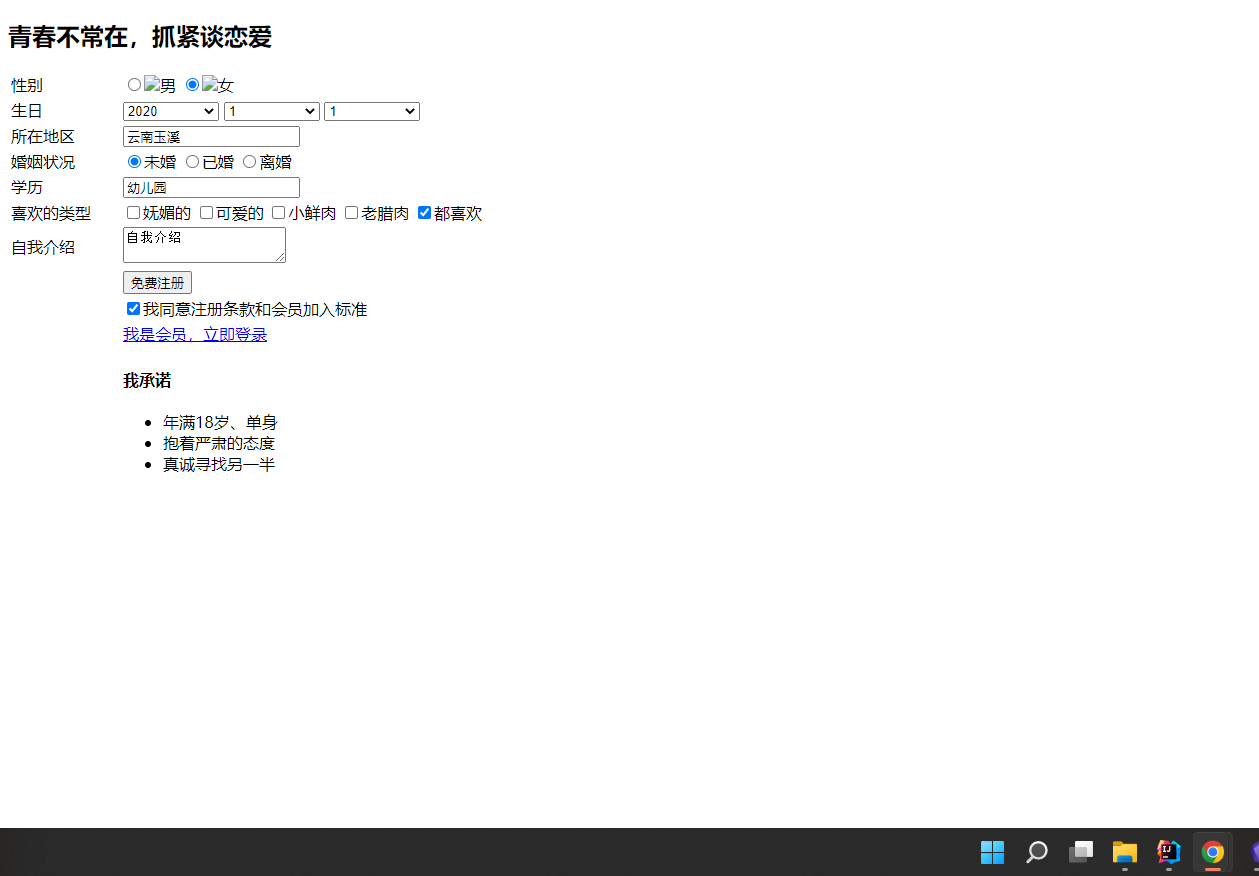 青春不常在，抓紧谈恋爱
性别 男 女
生日 2020 1 1
所在地区 云南玉溪
婚姻状况 未婚 已婚 离婚
学历 幼儿园
喜欢的类型 妩媚的 可爱的 小鲜肉 老腊肉 都喜欢
自我介绍 自我介绍
免费注册
我同意注册条款和会员加入标准
我是会员，立即登录
我承诺
年满18岁、单身
抱着严肃的态度
真诚寻找另一半
IJ